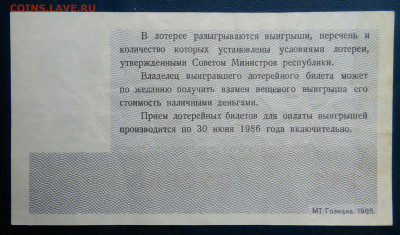 COINS.LAVE.RU
В лотерее разыгрываются выигрыши, перечень и
количество которых установлены условиями лотереи,
утвержденными Советом Министров республики.
Владелец выигравшего лотерейного билета может
по желанию получить взамен вещевого выигрыша его
стоимость наличными деньгами.
Прием лотерейных билетов для оплаты выигрышей
производится по 30 июня 1986 года включительно.
МТ Гознака. 1985.